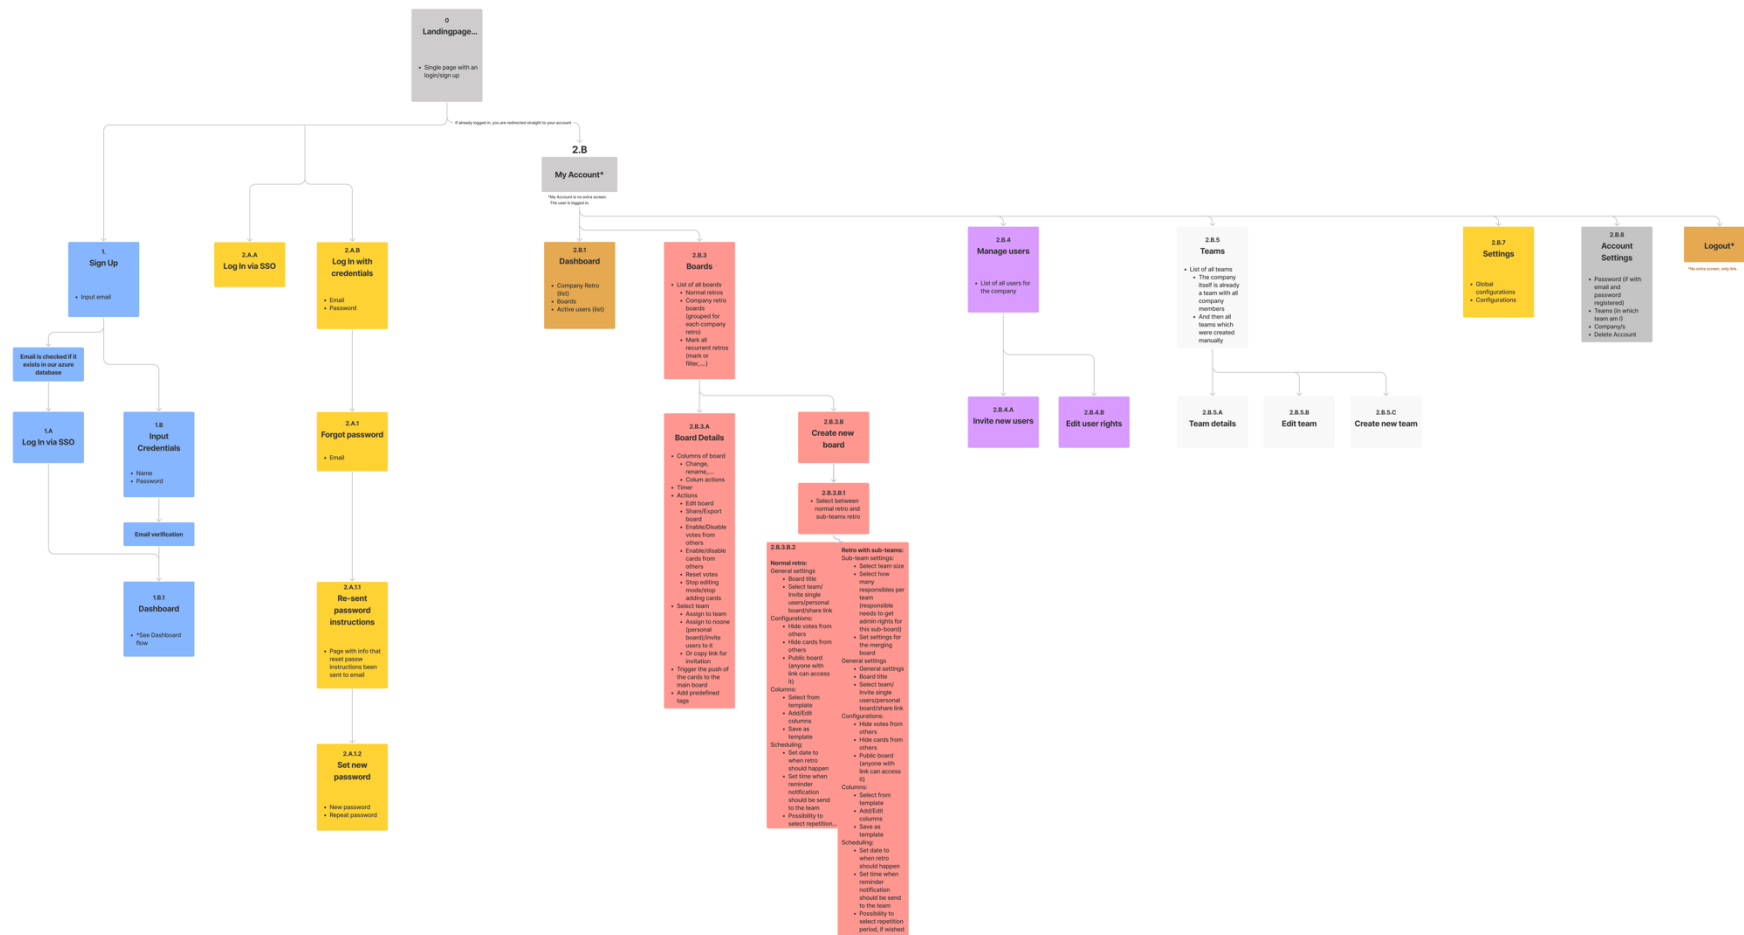 0
Landingpage...
• Single page with an
login/sign up
If already logged in, you are redirected straight to your account
2.B
My Account*
*My Account is no extra screen.
The user is logged in.
1.
Sign Up
• Input email
Email is checked if it
exists in our azure
database
1.A
Log In via SSO
1.B
Input
Credentials
• Name
• Password
Email verification
1.B.1
Dashboard
• *See Dashboard
flow
2.A.A
Log In via SSO
2.A.B
Log In with
credentials
• Email
• Password
2.A.1
Forgot password
• Email
2.A.1.1
Re-sent
password
instructions
• Page with info that
reset passw
instructions been
sent to email
2.A.1.2
Set new
password
• New password
• Repeat password
2.B.1
Dashboard
• Company Retro
(list)
• Boards
• Active users (list)
2.B.3
Boards
• List of all boards
• Normal retros
• Company retro
boards
(grouped for
each company
retro)
• Mark all
recurrent retros
(mark or
filter,....)
2.B.3.A
Board Details
• Columns of board
• Change,
rename,....
• Colum actions
• Timer
• Actions
• Edit board
• Share/Export
board
• Enable/Disable
votes from
others
• Enable/disable
cards from
others
• Reset votes
• Stop editing
mode/stop
adding cards
• Select team
• Assign to team
• Assign to noone
(personal
board)/invite
users to it
• Or copy link for
invitation
• Trigger the push of
the cards to the
main board
• Add predefined
tags
2.B.3.B
Create new
board
2.B.3.B.1
• Select between
normal retro and
sub-teams retro
2.B.3.B.2
Normal retro:
General settings
• Board title
• Select team/
Invite single
users/personal
board/share link
Configurations:
• Hide votes from
others
• Hide cards from
others
• Public board
(anyone with
link can access
it)
Columns:
• Select from
template
• Add/Edit
columns
• Save as
template
Scheduling:
• Set date to
when retro
should happen
• Set time when
reminder
notification
should be send
to the team
• Possibility to
select repetition...
Retro with sub-teams:
Sub-team settings:
• Select team size
• Select how
many
responsibles per
team
(responsible
needs to get
admin rights for
this sub-board)
• Set settings for
the merging
board
General settings
• General settings
• Board title
• Select team/
Invite single
users/personal
board/share link
Configurations:
• Hide votes from
others
• Hide cards from
others
• Public board
(anyone with
link can access
it)
Columns:
• Select from
template
• Add/Edit
columns
• Save as
template
Scheduling:
• Set date to
when retro
should happen
• Set time when
reminder
notification
should be send
to the team
• Possibility to
select repetition
period, if wished
2.B.4
Manage users
• List of all users for
the company
2.B.4.A
Invite new users
2.B.4.B
Edit user rights
2.B.5
Teams
• List of all teams
• The company
itself is already
a team with all
company
members
• And then all
teams which
were created
manually
2.B.5.A
Team details
2.B.5.B
Edit team
2.B.5.C
Create new team
2.B.7
Settings
• Global
configurations
• Configurations
2.B.8
Account
Settings
• Password (if with
email and
password
registered)
• Teams (in which
team am I)
• Company/s
• Delete Account
Logout*
*No extra screen, only link.